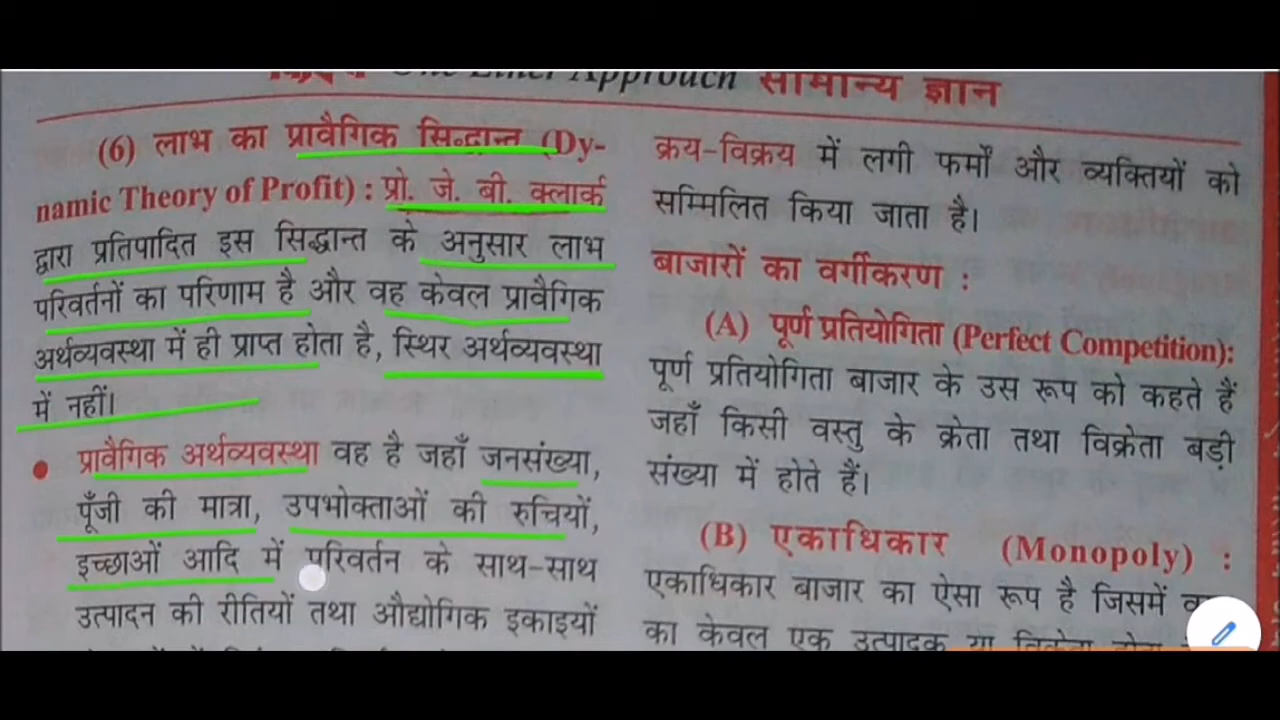 One Liner Approach सामान्य ज्ञान
(6) लाभ का प्रावैगिक सिद्धान्त (Dy-
namic Theory of Profit) : प्रो. जे. बी. क्लार्क
द्वारा प्रतिपादित इस सिद्धान्त के अनुसार लाभ
परिवर्तनों का परिणाम है और वह केवल प्रावैगिक
अर्थव्यवस्था में ही प्राप्त होता है, स्थिर अर्थव्यवस्था
में नहीं।
● प्रावैगिक अर्थव्यवस्था वह है जहाँ जनसंख्या,
पूँजी की मात्रा, उपभोक्ताओं की रुचियों,
इच्छाओं आदि में परिवर्तन के साथ-साथ
उत्पादन की रीतियों तथा औद्योगिक इकाइयों
क्रय-विक्रय में लगी फर्मों और व्यक्तियों को
सम्मिलित किया जाता है।
बाजारों का वर्गीकरण :
(A) पूर्ण प्रतियोगिता (Perfect Competition):
पूर्ण प्रतियोगिता बाजार के उस रूप को कहते हैं
जहाँ किसी वस्तु के क्रेता तथा विक्रेता बड़ी
संख्या में होते हैं।
(B) एकाधिकार (Monopoly) :
एकाधिकार बाजार का ऐसा रूप है जिसमें
का केवल एक उत्पादक या विक्रेता होता